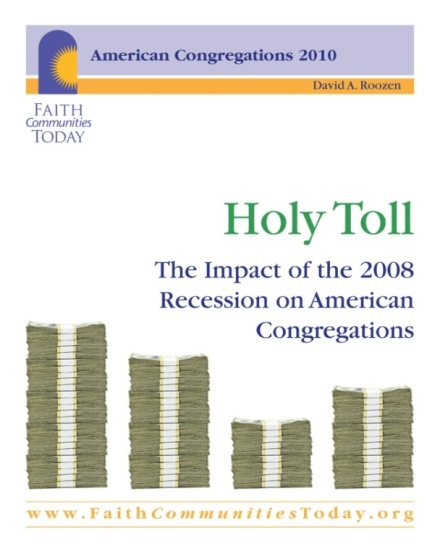 American Congregations 2010
David A. Roozen
FAITH
Communities
TODAY
Holy Toll
The Impact of the 2008
Recession on American
Congregations
www.FaithCommunitiesToday.org